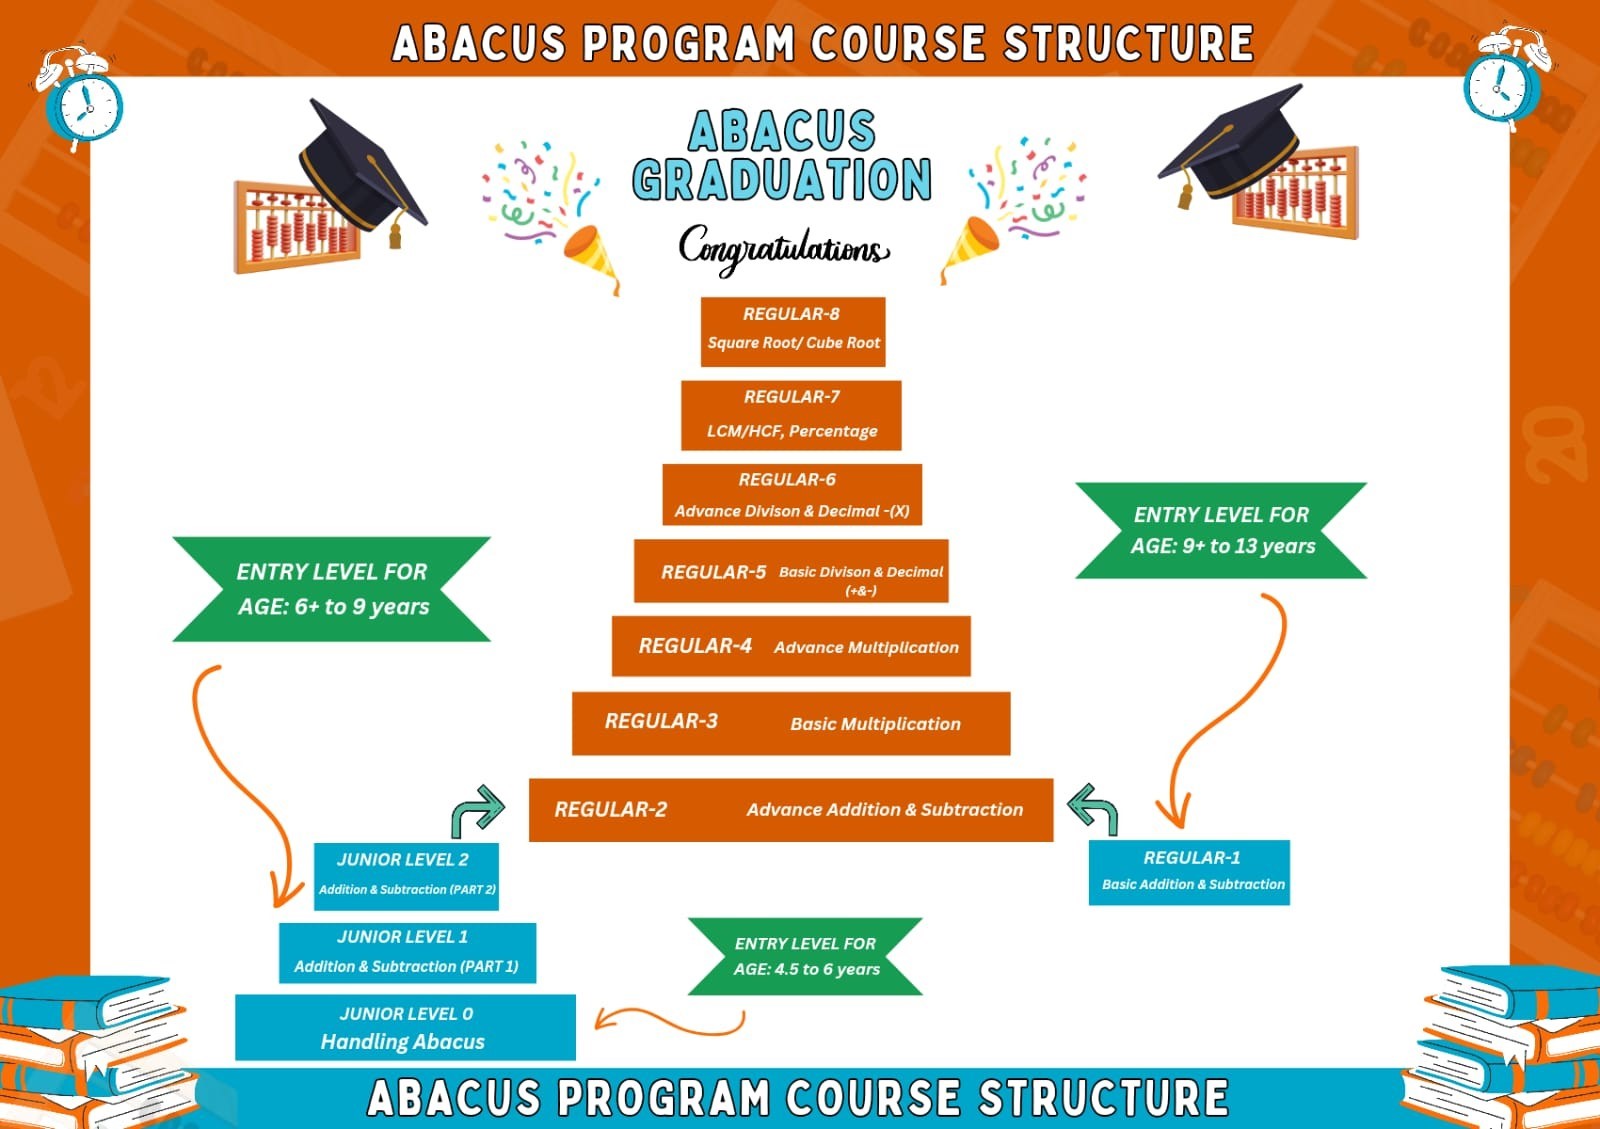 ABACUS PROGRAM COURSE STRUCTURE
ABACUS
GRADUATION
Congratulations
REGULAR-8
Square Root/ Cube Root
REGULAR-7
LCM/HCF, Percentage
REGULAR-6
Advance Divison & Decimal -(X)
REGULAR-5 Basic Divison & Decimal
(+&-)
REGULAR-4 Advance Multiplication
REGULAR-3 Basic Multiplication
REGULAR-2 Advance Addition & Subtraction
ENTRY LEVEL FOR
AGE: 6+ to 9 years
ENTRY LEVEL FOR
AGE: 9+ to 13 years
JUNIOR LEVEL 2
Addition & Subtraction (PART 2)
REGULAR-1
Basic Addition & Subtraction
JUNIOR LEVEL 1
Addition & Subtraction (PART 1)
ENTRY LEVEL FOR
AGE: 4.5 to 6 years
JUNIOR LEVEL 0
Handling Abacus
ABACUS PROGRAM COURSE STRUCTURE